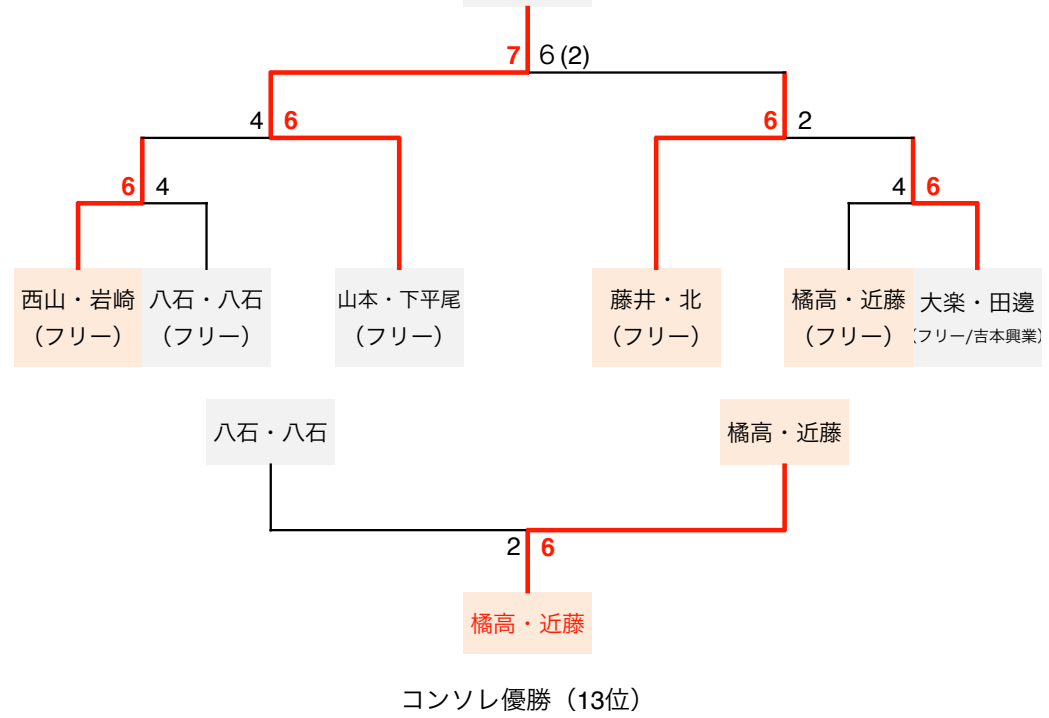 7 6(2)
4 6 6 2
6 4 4 6
西山・岩崎 八石・八石 山本・下平尾 藤井・北 橘高・近藤 大楽・田邊
（フリー） （フリー） （フリー） （フリー） （フリー） （フリー/吉本興業）
八石・八石 橘高・近藤
2 6
橘高・近藤
コンソレ優勝（13位）